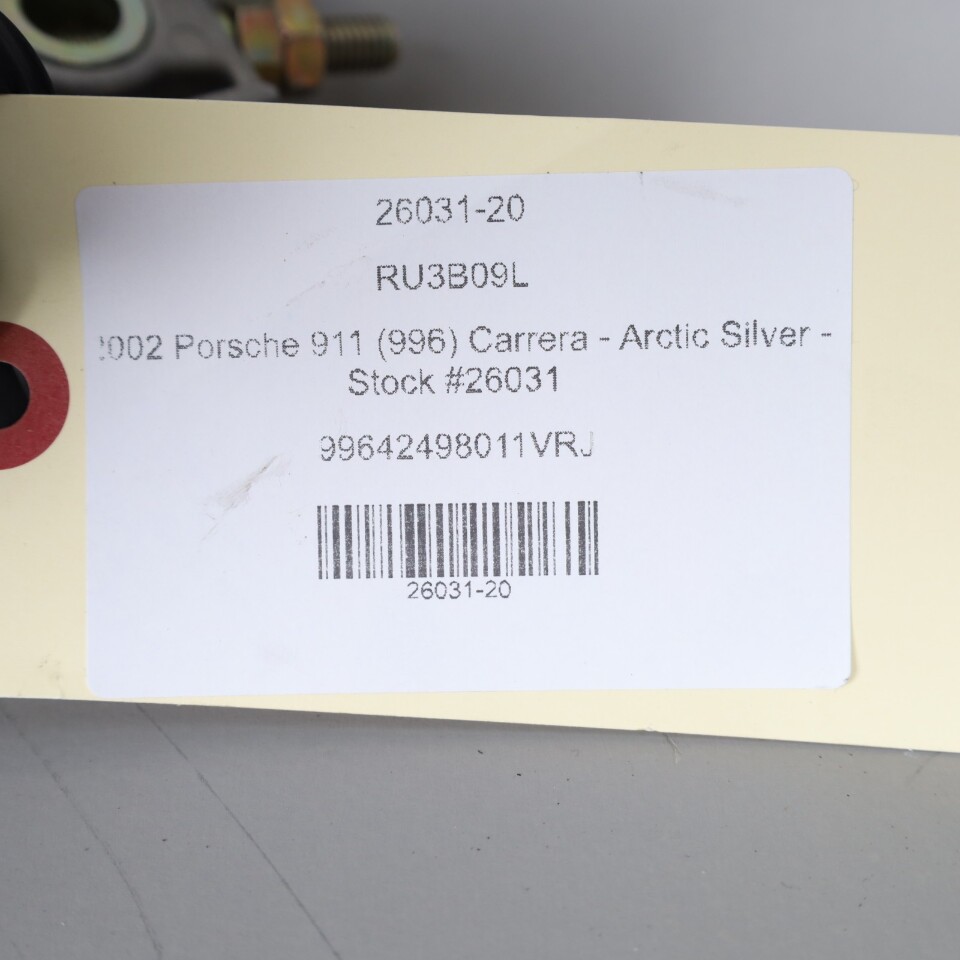 26031-20
RU3B09L
2002 Porsche 911 (996) Carrera - Arctic Silver -
Stock #26031
99642498011VRJ
26031-20